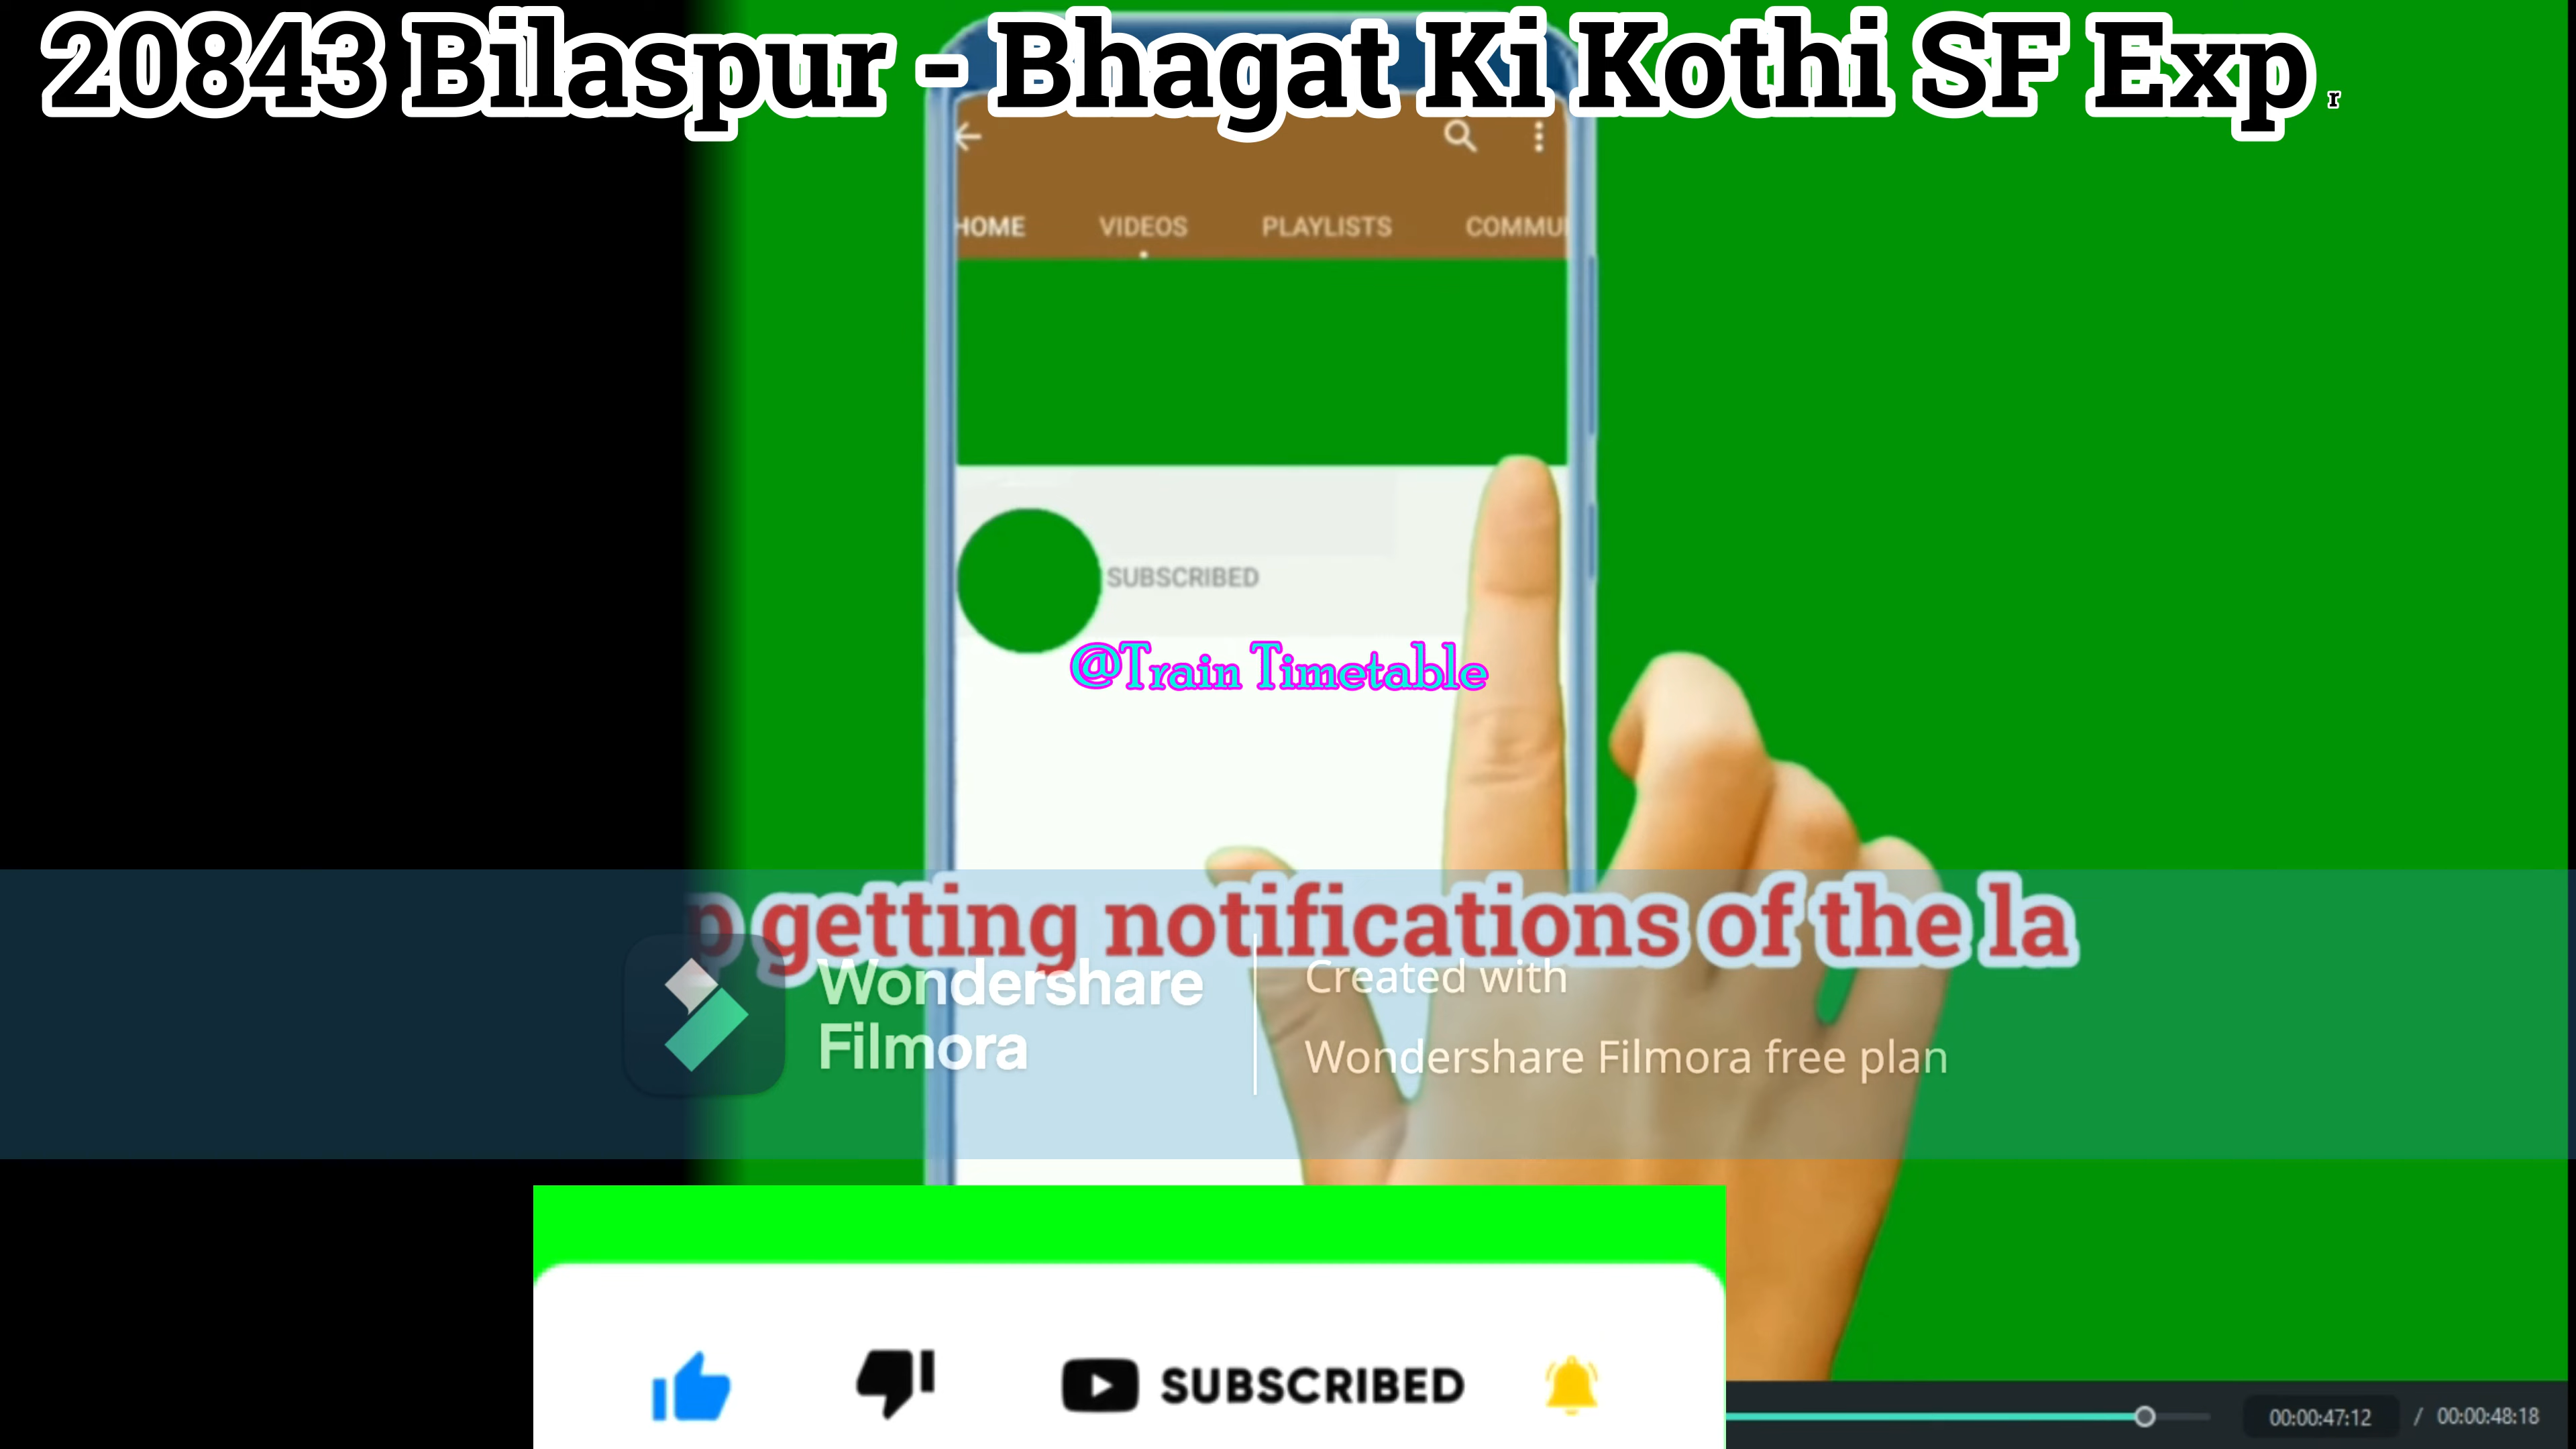 20843 Bilaspur - Bhagat Ki Kothi SF Exp r
HOME VIDEOS PLAYLISTS COMMU
SUBSCRIBED
@Train Timetable
p getting notifications of the la
Wondershare
Filmora
Created with
Wondershare Filmora free plan
SUBSCRIBED
00:00:47:12 / 00:00:48:18